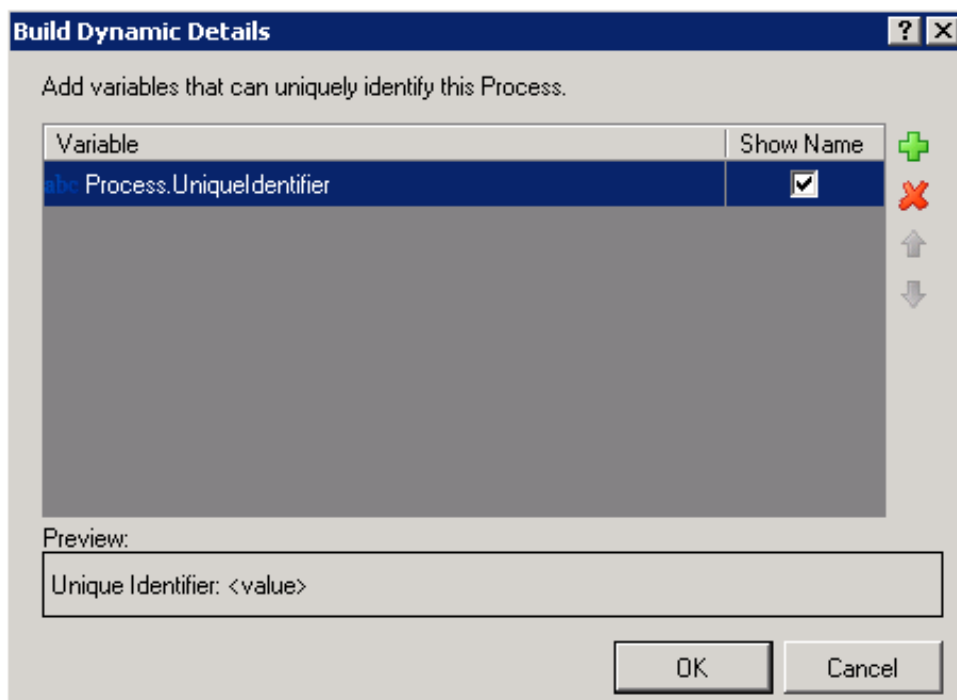 Build Dynamic Details ?
Add variables that can uniquely identify this Process.
Variable Show Name
abc Process.UniqueIdentifier
Preview:
Unique Identifier: <value>
OK Cancel